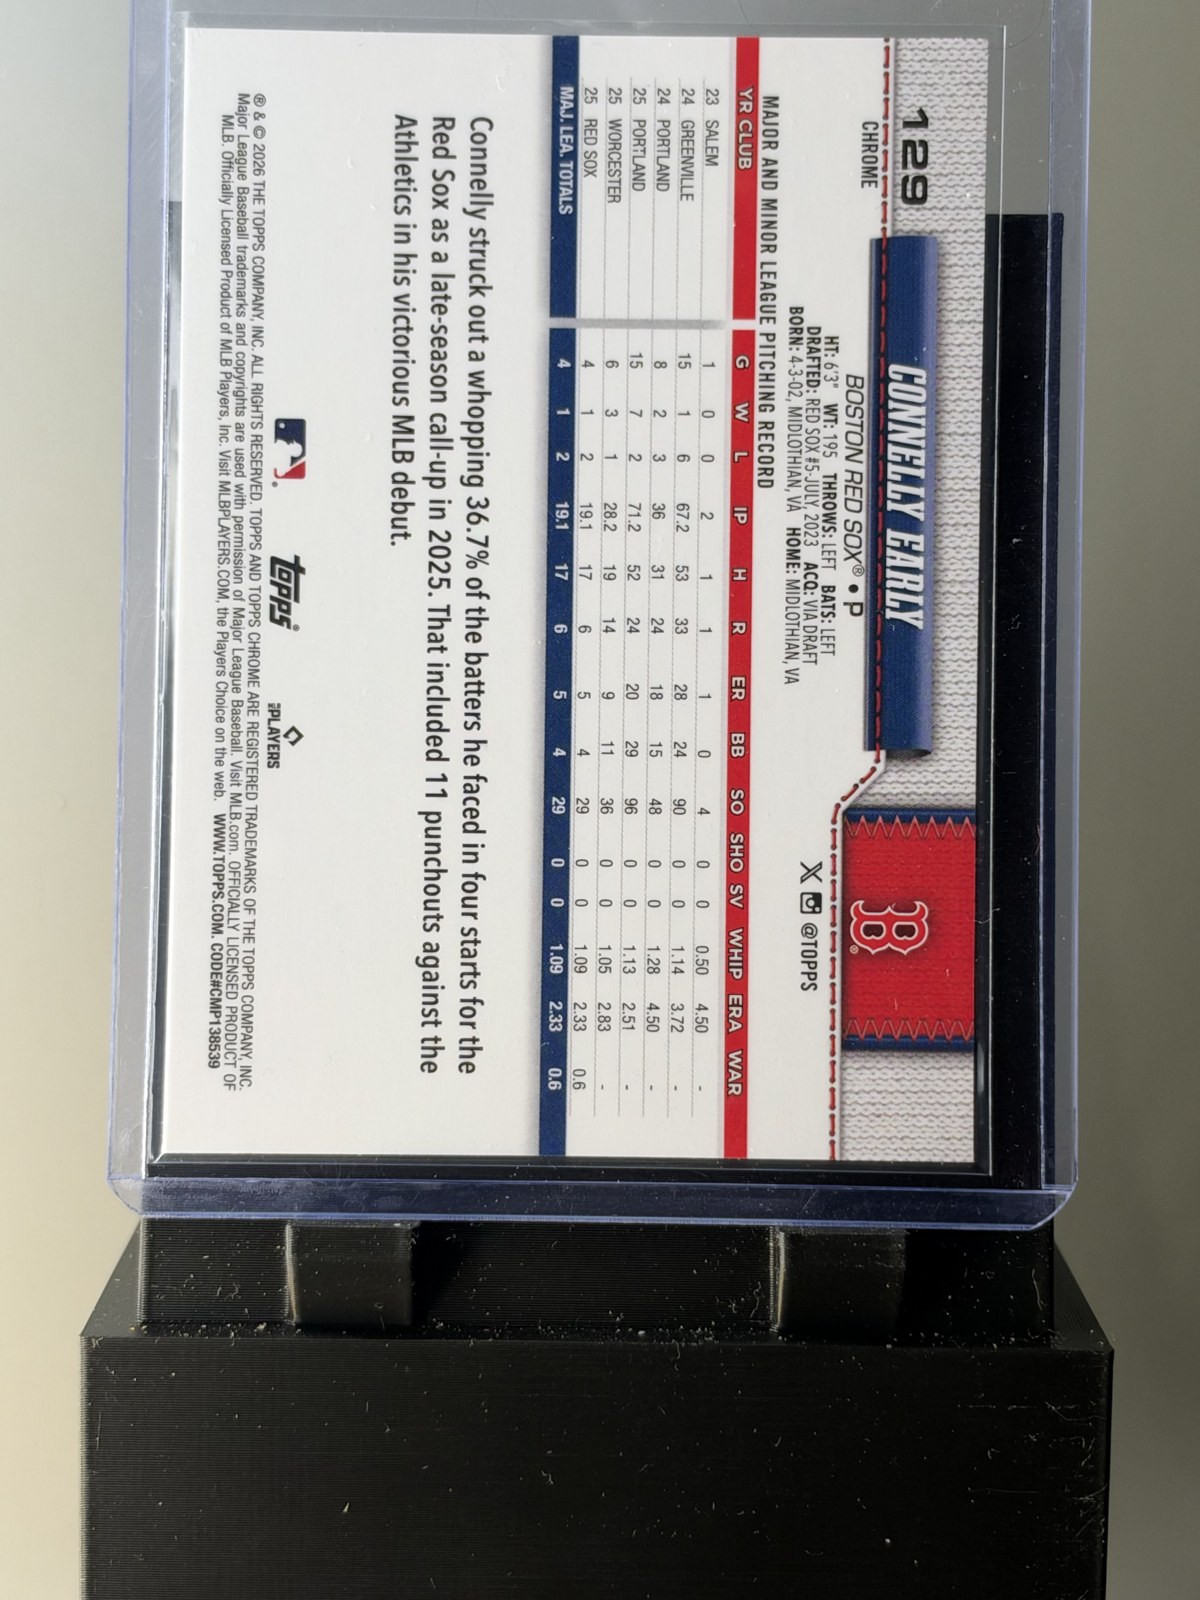 129
CHROME
CONNELLY EARLY
BOSTON RED SOX® • P
HT: 6'3" WT: 195 THROWS: LEFT BATS: LEFT
DRAFTED: RED SOX #5-JULY, 2023 ACQ: VIA DRAFT
BORN: 4-3-02, MIDLOTHIAN, VA HOME: MIDLOTHIAN, VA
B®
X @TOPPS
MAJOR AND MINOR LEAGUE PITCHING RECORD
YR CLUB G W L IP H R ER BB SO SHO SV WHIP ERA WAR
23 SALEM 1 0 0 2 1 1 1 0 4 0 0 0.50 4.50 -
24 GREENVILLE 15 1 6 67.2 53 33 28 24 90 0 0 1.14 3.72 -
24 PORTLAND 8 2 3 36 31 24 18 15 48 0 0 1.28 4.50 -
25 PORTLAND 15 7 2 71.2 52 24 20 29 96 0 0 1.13 2.51 -
25 WORCESTER 6 3 1 28.2 19 14 9 11 36 0 0 1.05 2.83 -
25 RED SOX 4 1 2 19.1 17 6 5 4 29 0 0 1.09 2.33 0.6
MAJ. LEA. TOTALS 4 1 2 19.1 17 6 5 4 29 0 0 1.09 2.33 0.6
Connelly struck out a whopping 36.7% of the batters he faced in four starts for the
Red Sox as a late-season call-up in 2025. That included 11 punchouts against the
Athletics in his victorious MLB debut.
topps®
MLB PLAYERS
® & © 2026 THE TOPPS COMPANY, INC. ALL RIGHTS RESERVED. TOPPS AND TOPPS CHROME ARE REGISTERED TRADEMARKS OF THE TOPPS COMPANY, INC.
Major League Baseball trademarks and copyrights are used with permission of Major League Baseball. Visit MLB.com. OFFICIALLY LICENSED PRODUCT OF
MLB. Officially Licensed Product of MLB Players, Inc. Visit MLBPLAYERS.COM, the Players Choice on the web. WWW.TOPPS.COM. CODE#CMP138539